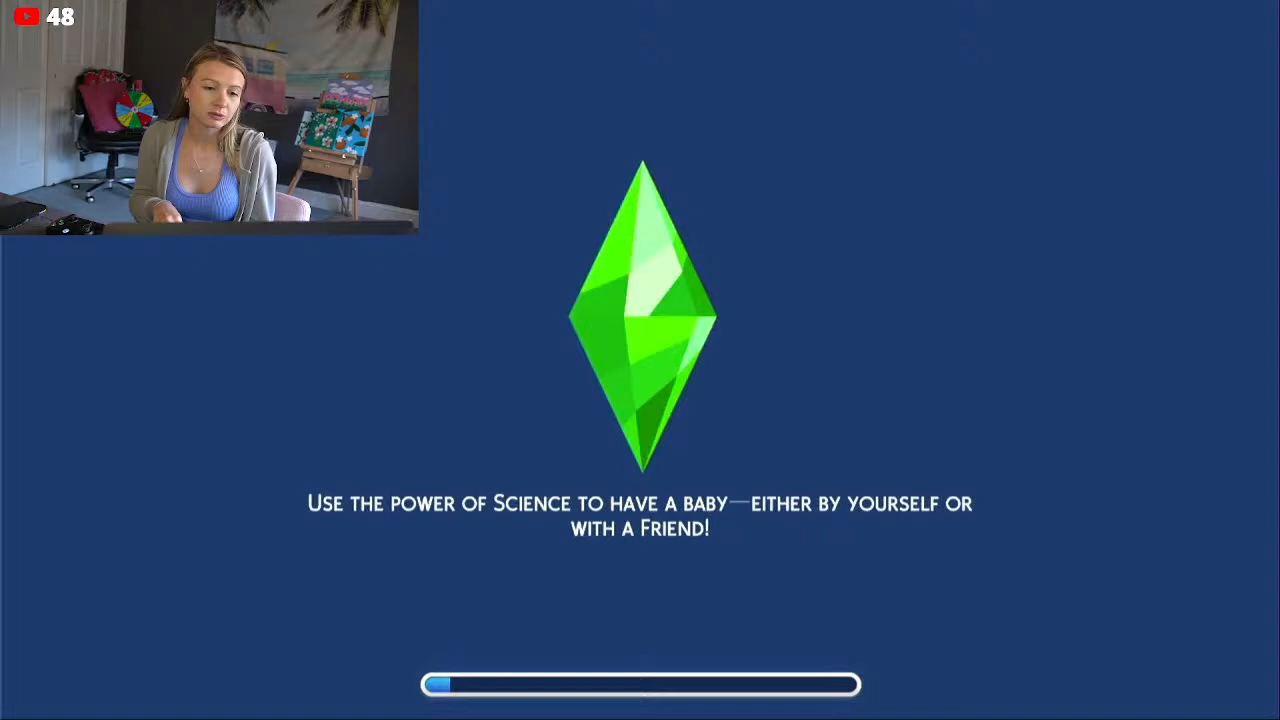 48
Use the power of Science to have a baby—either by yourself or
with a Friend!